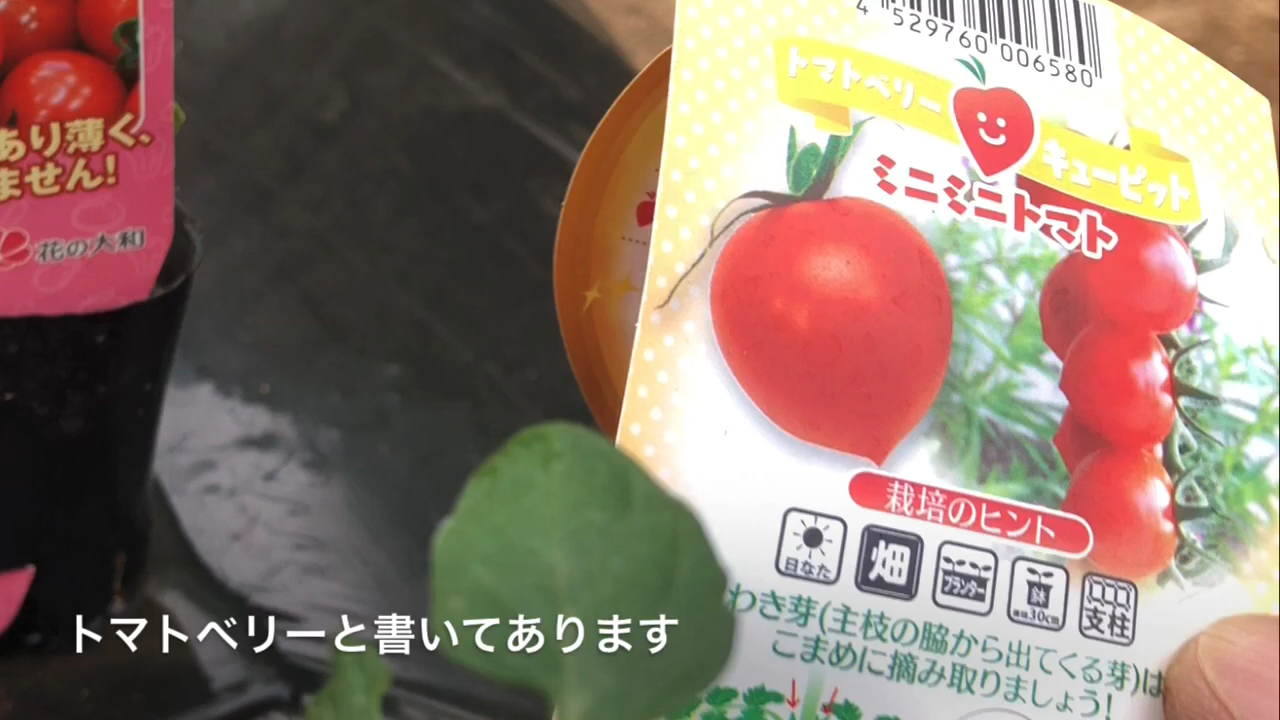 あり薄く、
ません!
花の大和
4 529760 006580
トマトベリー
キューピット
ミニミニトマト
栽培のヒント
日なた
畑
プランター
鉢
30cm
支柱
わき芽(主枝の脇から出てくる芽)は
こまめに摘み取りましょう!
トマトベリーと書いてあります